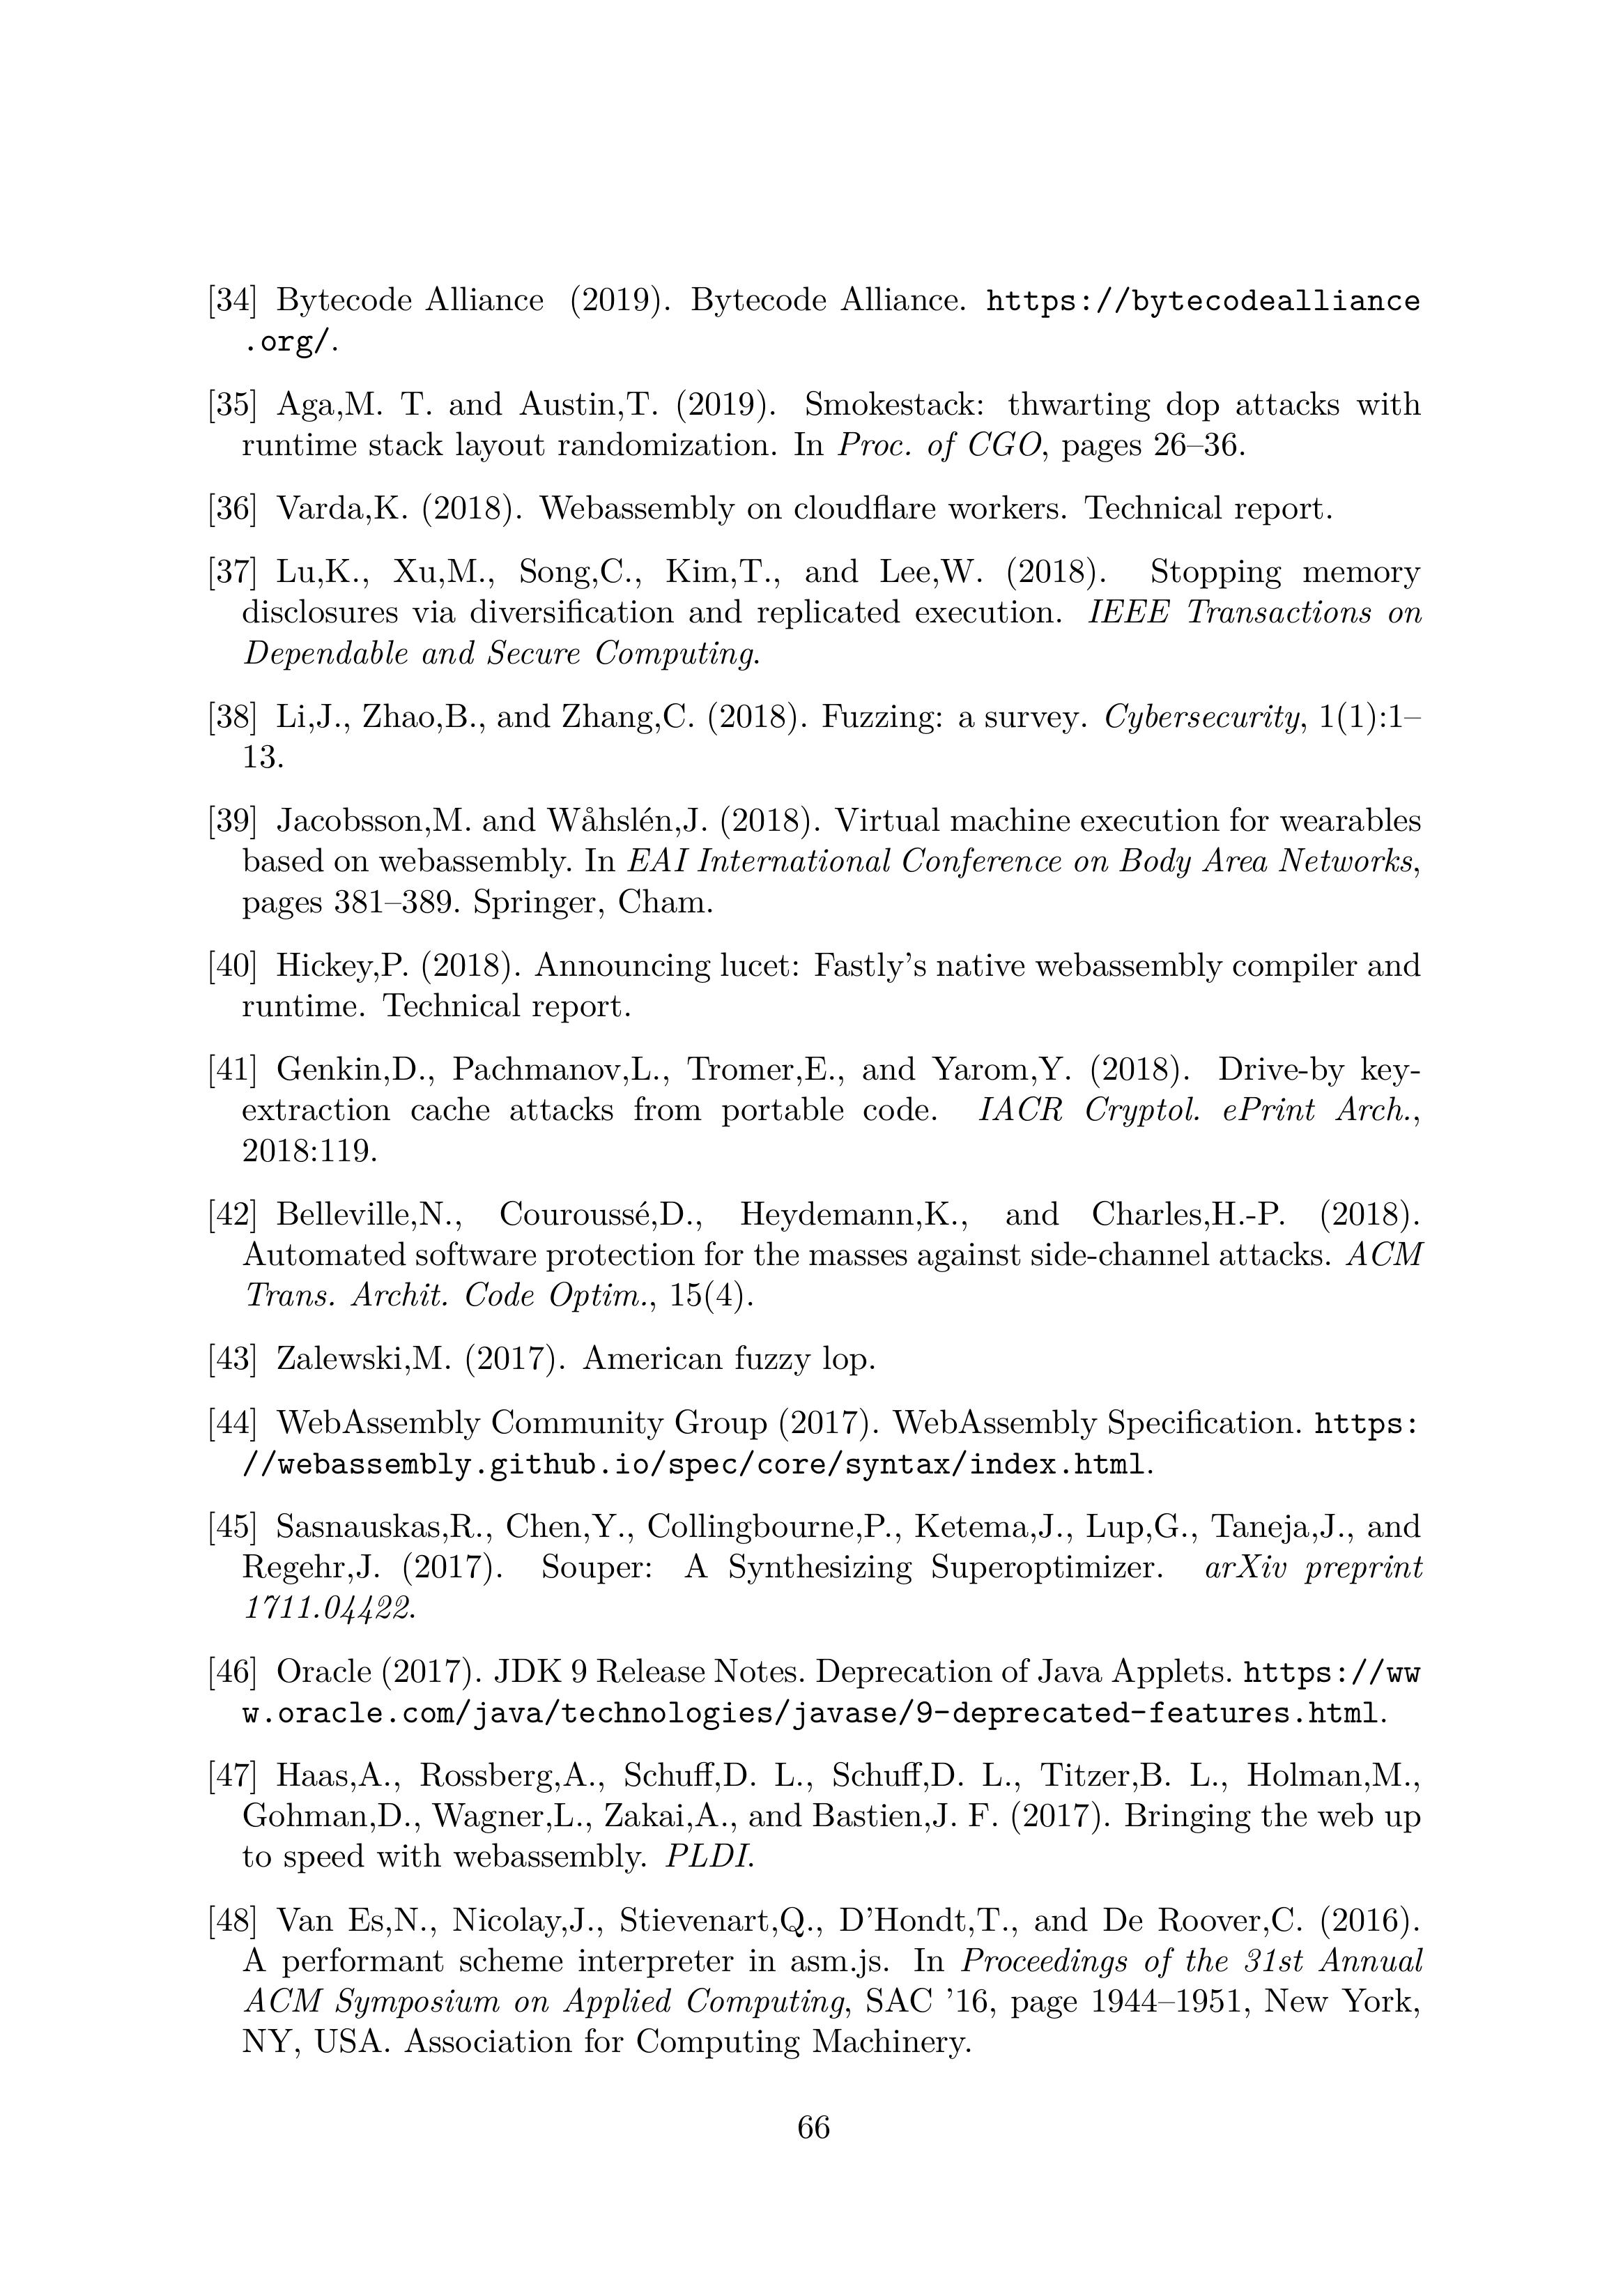 [34] Bytecode Alliance (2019). Bytecode Alliance. https://bytecodealliance
.org/.
[35] Aga,M. T. and Austin,T. (2019). Smokestack: thwarting dop attacks with
runtime stack layout randomization. In Proc. of CGO, pages 26–36.
[36] Varda,K. (2018). Webassembly on cloudflare workers. Technical report.
[37] Lu,K., Xu,M., Song,C., Kim,T., and Lee,W. (2018). Stopping memory
disclosures via diversification and replicated execution. IEEE Transactions on
Dependable and Secure Computing.
[38] Li,J., Zhao,B., and Zhang,C. (2018). Fuzzing: a survey. Cybersecurity, 1(1):1–
13.
[39] Jacobsson,M. and Wåhslén,J. (2018). Virtual machine execution for wearables
based on webassembly. In EAI International Conference on Body Area Networks,
pages 381–389. Springer, Cham.
[40] Hickey,P. (2018). Announcing lucet: Fastly's native webassembly compiler and
runtime. Technical report.
[41] Genkin,D., Pachmanov,L., Tromer,E., and Yarom,Y. (2018). Drive-by key-
extraction cache attacks from portable code. IACR Cryptol. ePrint Arch.,
2018:119.
[42] Belleville,N., Couroussé,D., Heydemann,K., and Charles,H.-P. (2018).
Automated software protection for the masses against side-channel attacks. ACM
Trans. Archit. Code Optim., 15(4).
[43] Zalewski,M. (2017). American fuzzy lop.
[44] WebAssembly Community Group (2017). WebAssembly Specification. https:
//webassembly.github.io/spec/core/syntax/index.html.
[45] Sasnauskas,R., Chen,Y., Collingbourne,P., Ketema,J., Lup,G., Taneja,J., and
Regehr,J. (2017). Souper: A Synthesizing Superoptimizer. arXiv preprint
1711.04422.
[46] Oracle (2017). JDK 9 Release Notes. Deprecation of Java Applets. https://ww
w.oracle.com/java/technologies/javase/9-deprecated-features.html.
[47] Haas,A., Rossberg,A., Schuff,D. L., Schuff,D. L., Titzer,B. L., Holman,M.,
Gohman,D., Wagner,L., Zakai,A., and Bastien,J. F. (2017). Bringing the web up
to speed with webassembly. PLDI.
[48] Van Es,N., Nicolay,J., Stievenart,Q., D'Hondt,T., and De Roover,C. (2016).
A performant scheme interpreter in asm.js. In Proceedings of the 31st Annual
ACM Symposium on Applied Computing, SAC '16, page 1944–1951, New York,
NY, USA. Association for Computing Machinery.
66